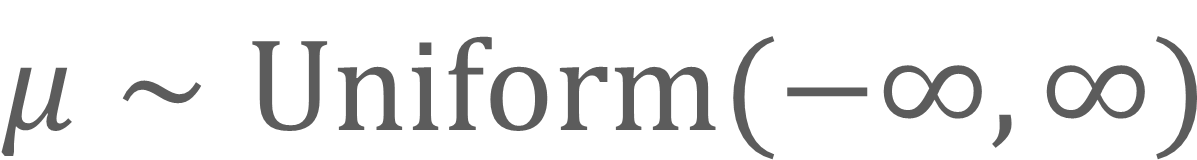 μ ~ Uniform(−∞, ∞)